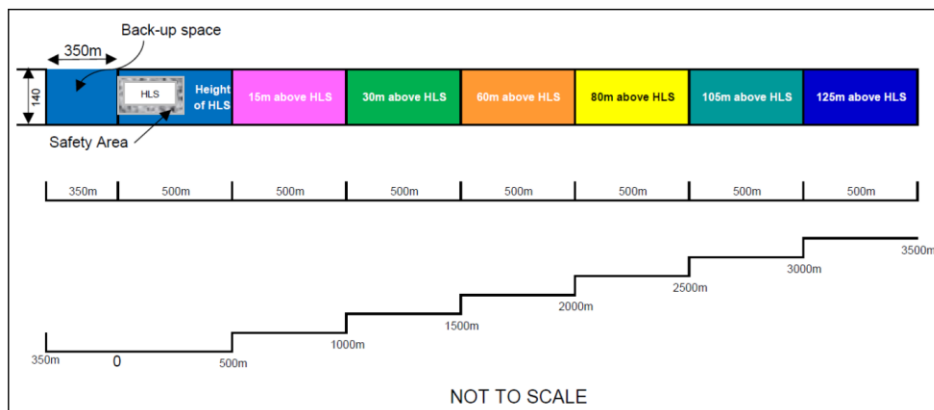 Back-up space
350m
140
HLS
Height
of HLS
15m above HLS
30m above HLS
60m above HLS
80m above HLS
105m above HLS
125m above HLS
Safety Area
350m
500m
500m
500m
500m
500m
500m
500m
3500m
3000m
2500m
2000m
1500m
1000m
350m
0
500m
NOT TO SCALE